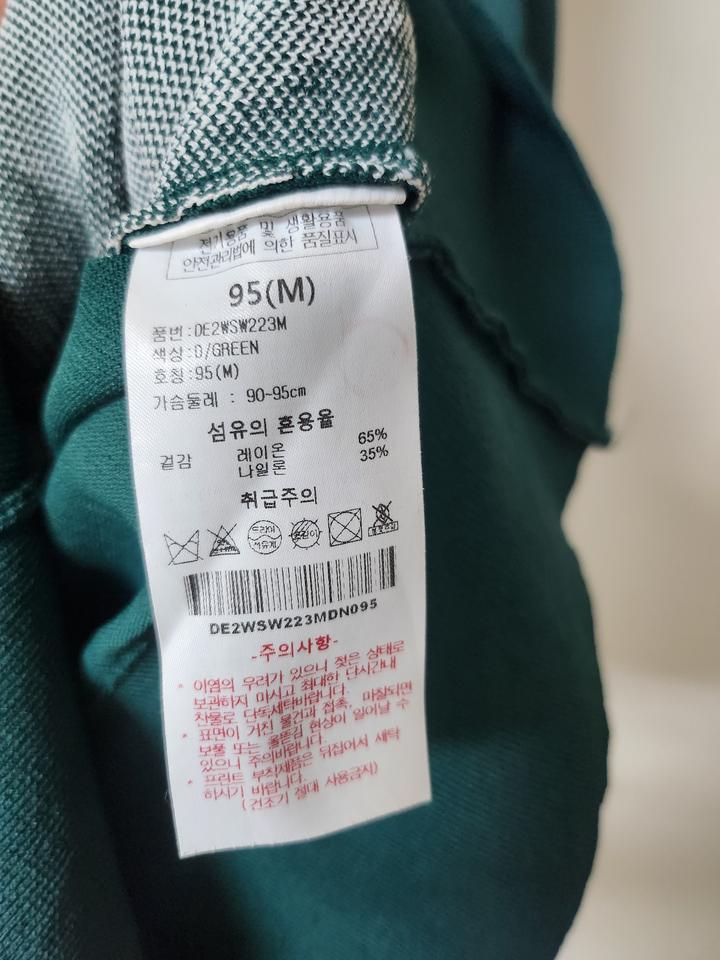 전기용품 및 생활용품
안전관리법에 의한 품질표시
95(M)
품번:DE2WSW223M
색상:D/GREEN
호칭:95(M)
가슴둘레 : 90~95cm
섬유의 혼용율
겉감 레이온 65%
나일론 35%
취급주의
드라이
석유계
DE2WSW223MDN095
-주의사항-
* 이염의 우려가 있으니 젖은 상태로
보관하지 마시고 최대한 단시간내
찬물로 단독세탁바랍니다.
* 표면이 거친 물건과 접촉, 마찰되면
보풀 또는 올뜯김 현상이 일어날 수
있으니 주의바랍니다.
* 프린트 부착제품은 뒤집어서 세탁
하시기 바랍니다.
(건조기 절대 사용금지)